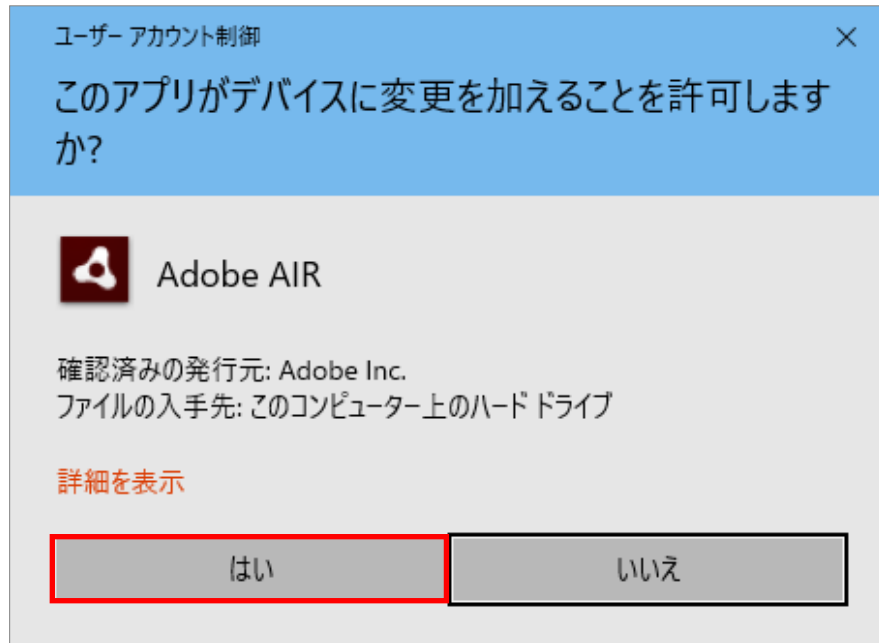 ユーザー アカウント制御
このアプリがデバイスに変更を加えることを許可します
か?
Adobe AIR
確認済みの発行元: Adobe Inc.
ファイルの入手先: このコンピューター上のハード ドライブ
詳細を表示
はい
いいえ